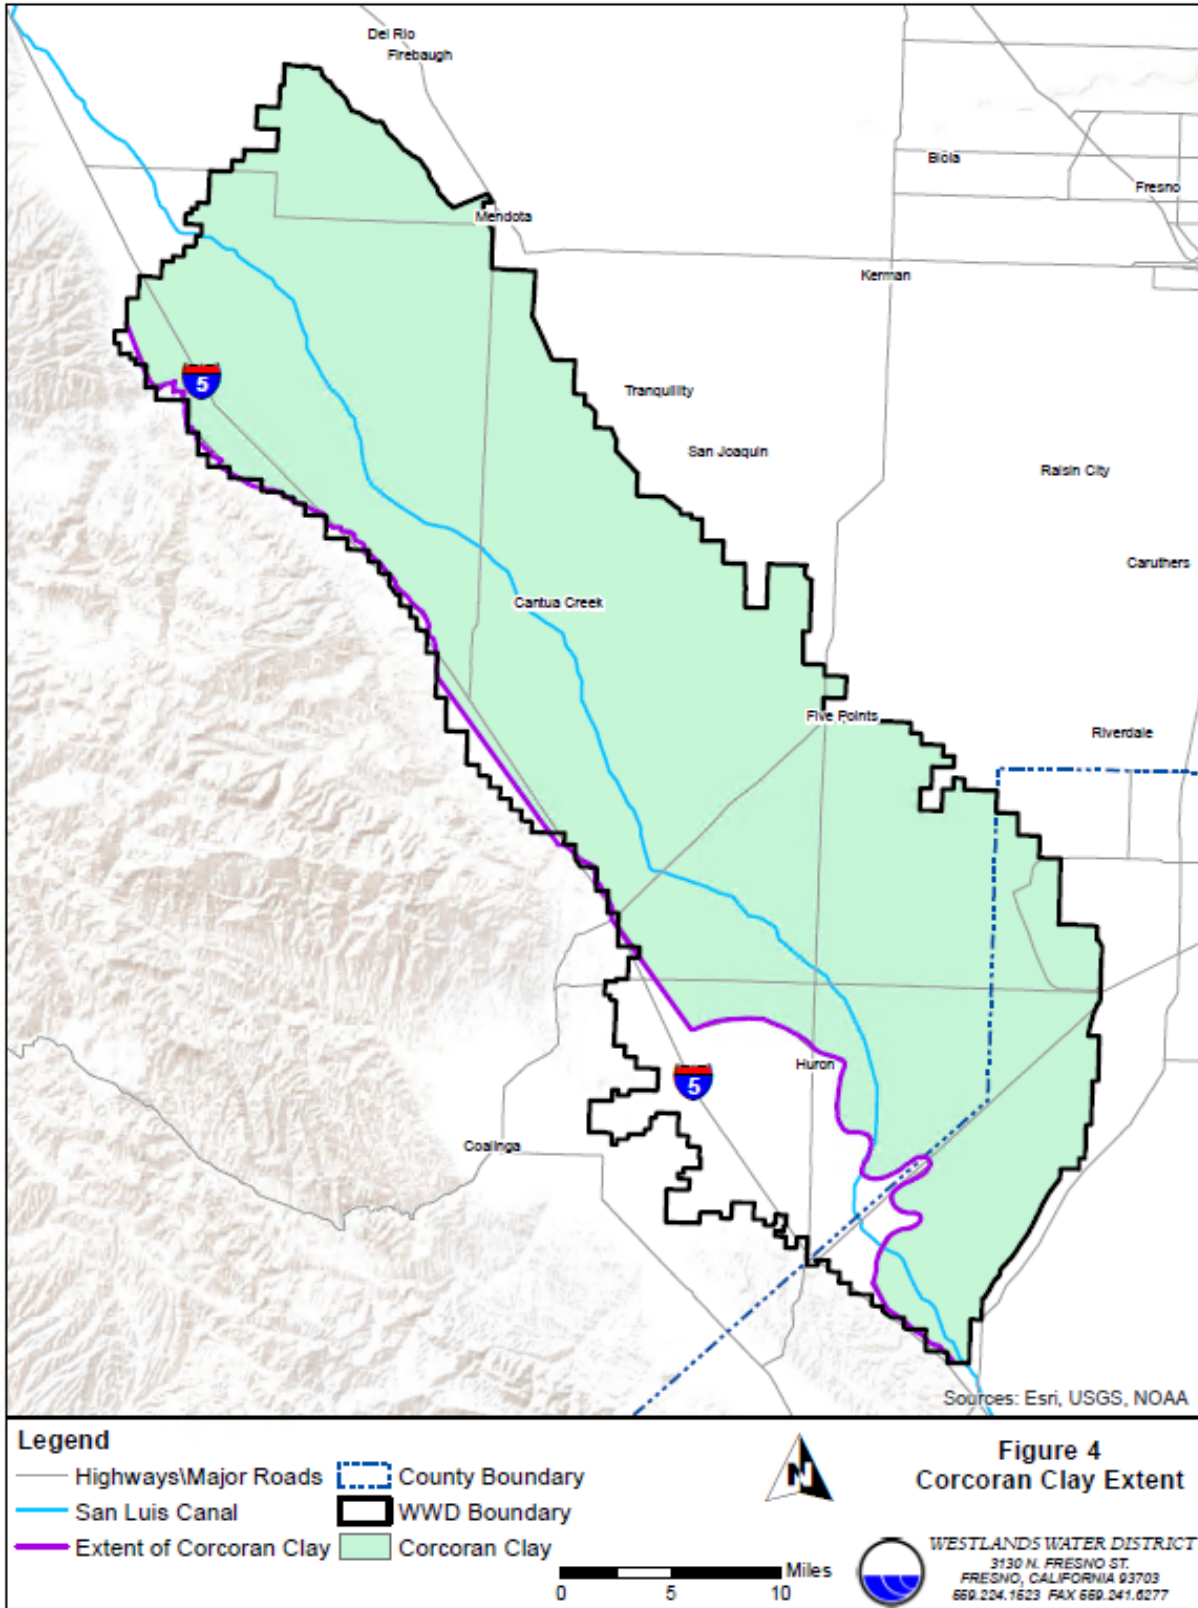 Del Rio
Firebaugh
Biola
Fresno
Mendota
Kerman
5
Tranquillity
San Joaquin
Raisin City
Caruthers
Cantua Creek
Five Points
Riverdale
Huron
5
Coalinga
Sources: Esri, USGS, NOAA
Legend
Highways\Major Roads
County Boundary
San Luis Canal
WWD Boundary
Extent of Corcoran Clay
Corcoran Clay
N
Figure 4
Corcoran Clay Extent
Miles
0 5 10
WESTLANDS WATER DISTRICT
3130 N. FRESNO ST.
FRESNO, CALIFORNIA 93703
559.224.1523 FAX 559.241.6277